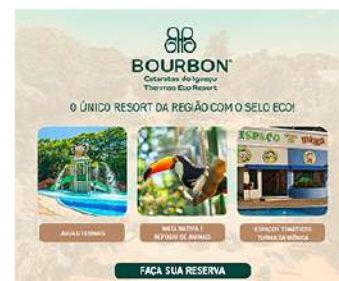 BOURBON
Cataratas do Iguaçu
Thermas Eco Resort
O ÚNICO RESORT DA REGIÃO COM O SELO ECO!
ESPAÇO
ÁGUAS TERMAIS
MATA NATIVA E
REFÚGIO DE ANIMAIS
ESPAÇOS TEMÁTICOS
TURMA DA MÔNICA
FAÇA SUA RESERVA